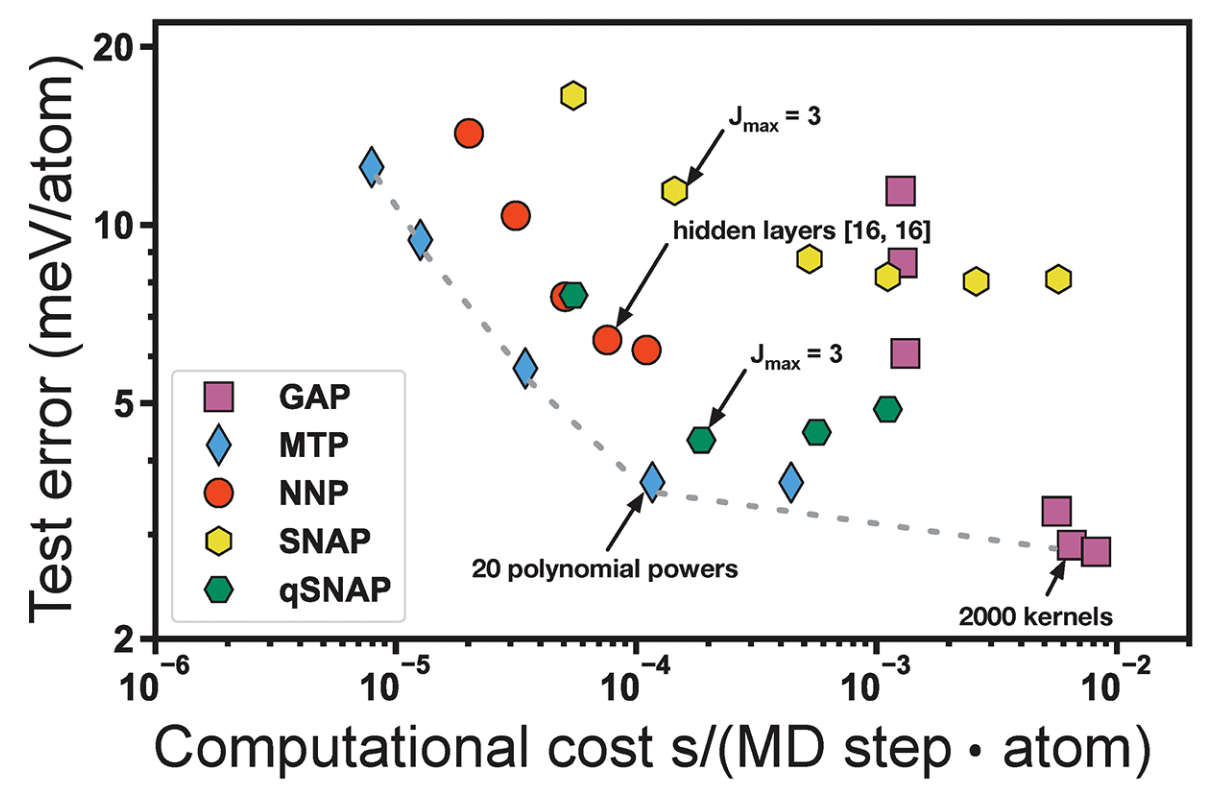 20
10
5
2
Test error (meV/atom)
J_max = 3
hidden layers [16, 16]
J_max = 3
20 polynomial powers
2000 kernels
GAP
MTP
NNP
SNAP
qSNAP
10⁻⁶ 10⁻⁵ 10⁻⁴ 10⁻³ 10⁻²
Computational cost s/(MD step • atom)